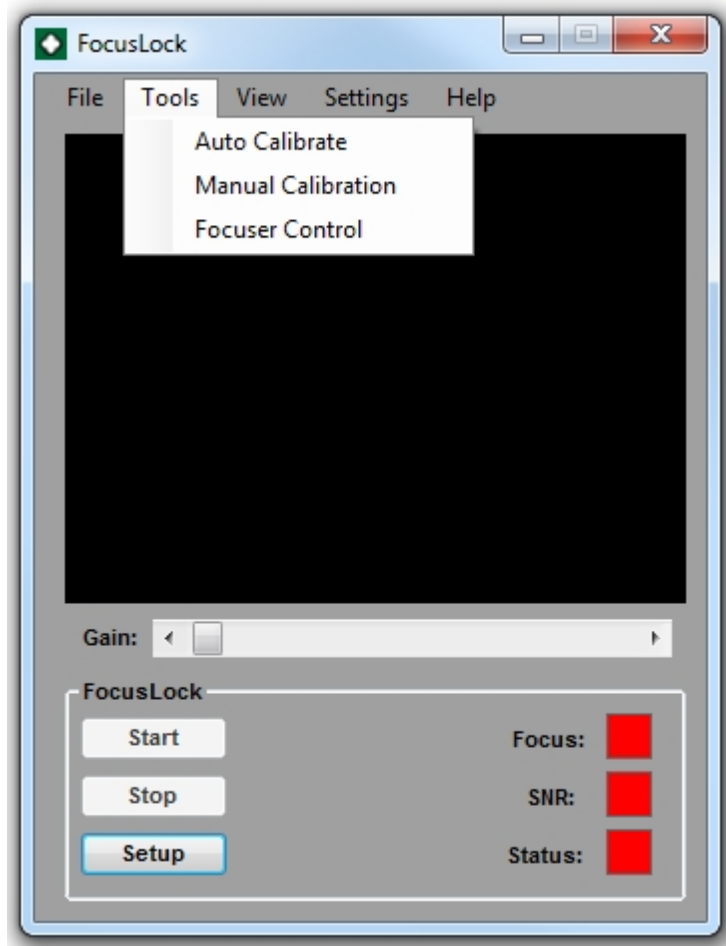 FocusLock
File Tools View Settings Help
Auto Calibrate
Manual Calibration
Focuser Control
Gain:
FocusLock
Start
Focus:
Stop
SNR:
Setup
Status: